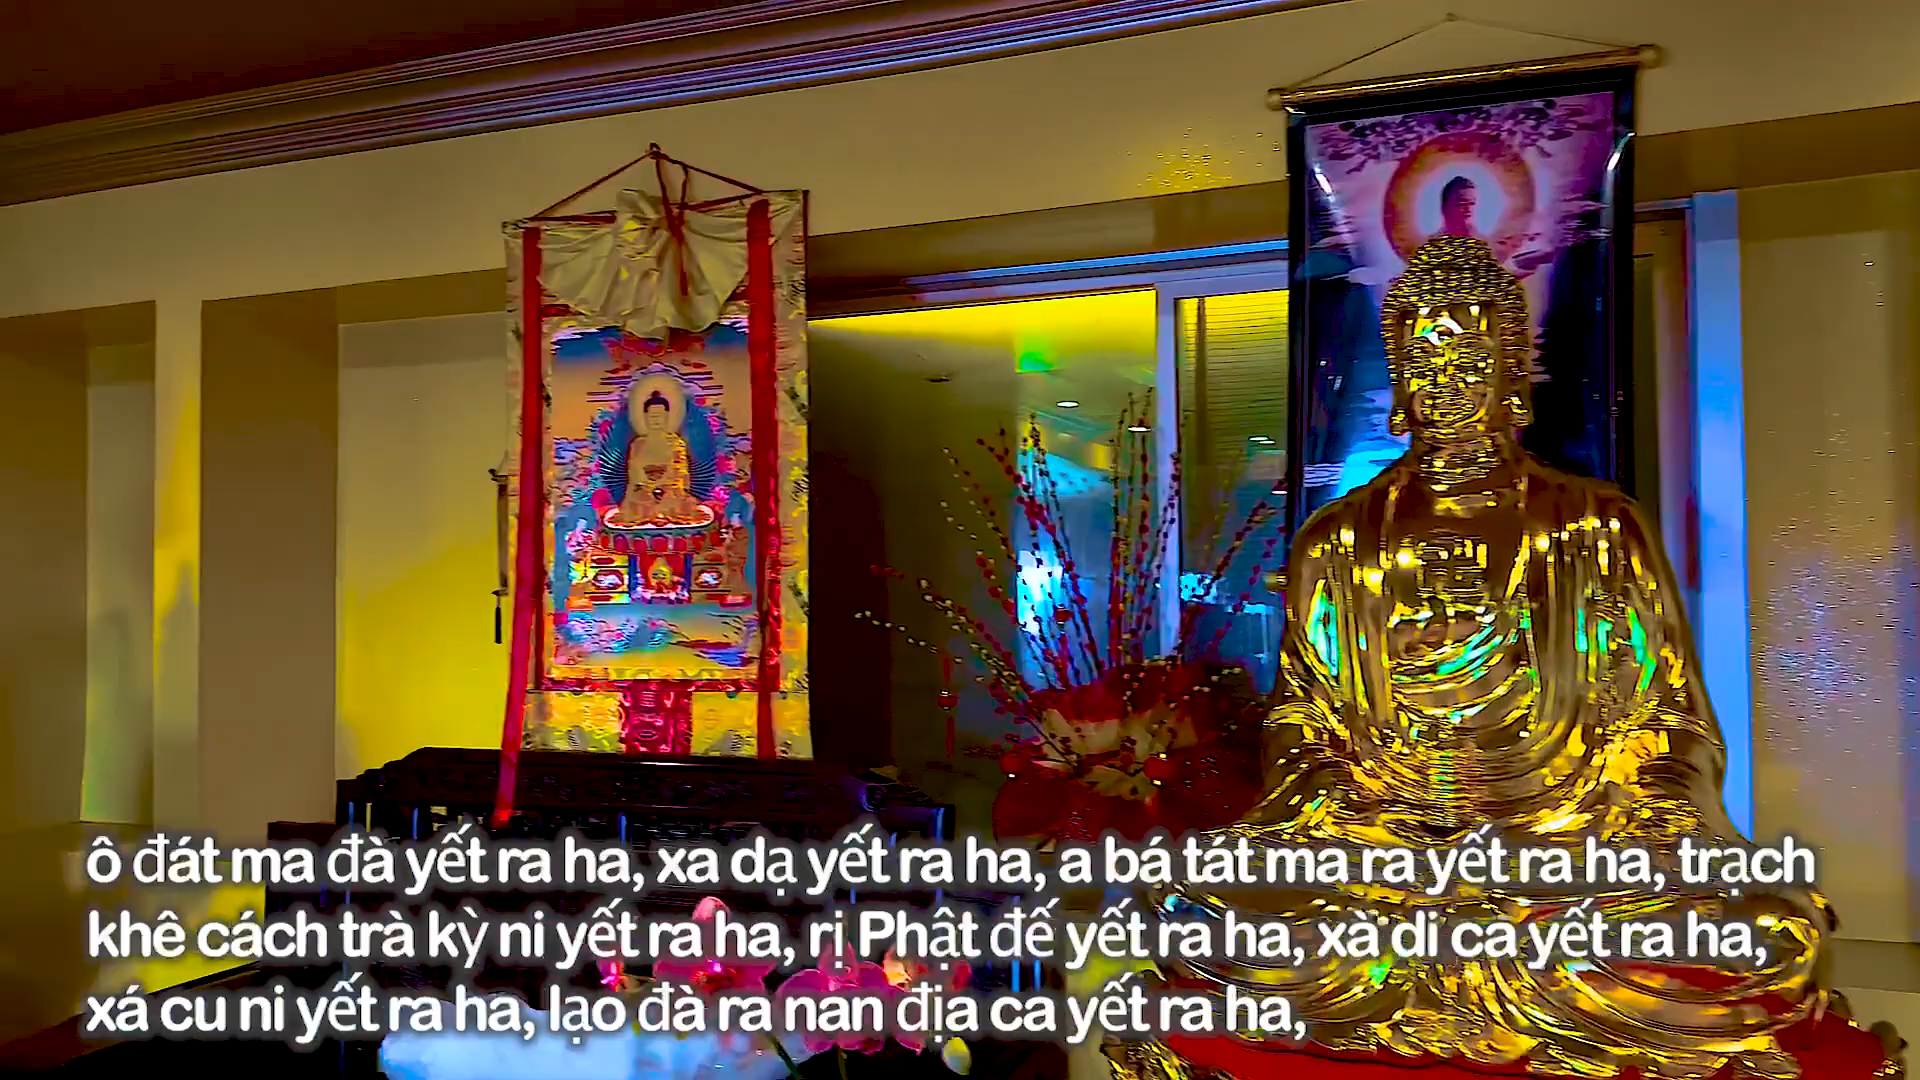 ô đát ma đà yết ra ha, xa dạ yết ra ha, a bá tát ma ra yết ra ha, trạch
khê cách trà kỳ ni yết ra ha, rị Phật đế yết ra ha, xà di ca yết ra ha,
xá cu ni yết ra ha, lạo đà ra nan địa ca yết ra ha,